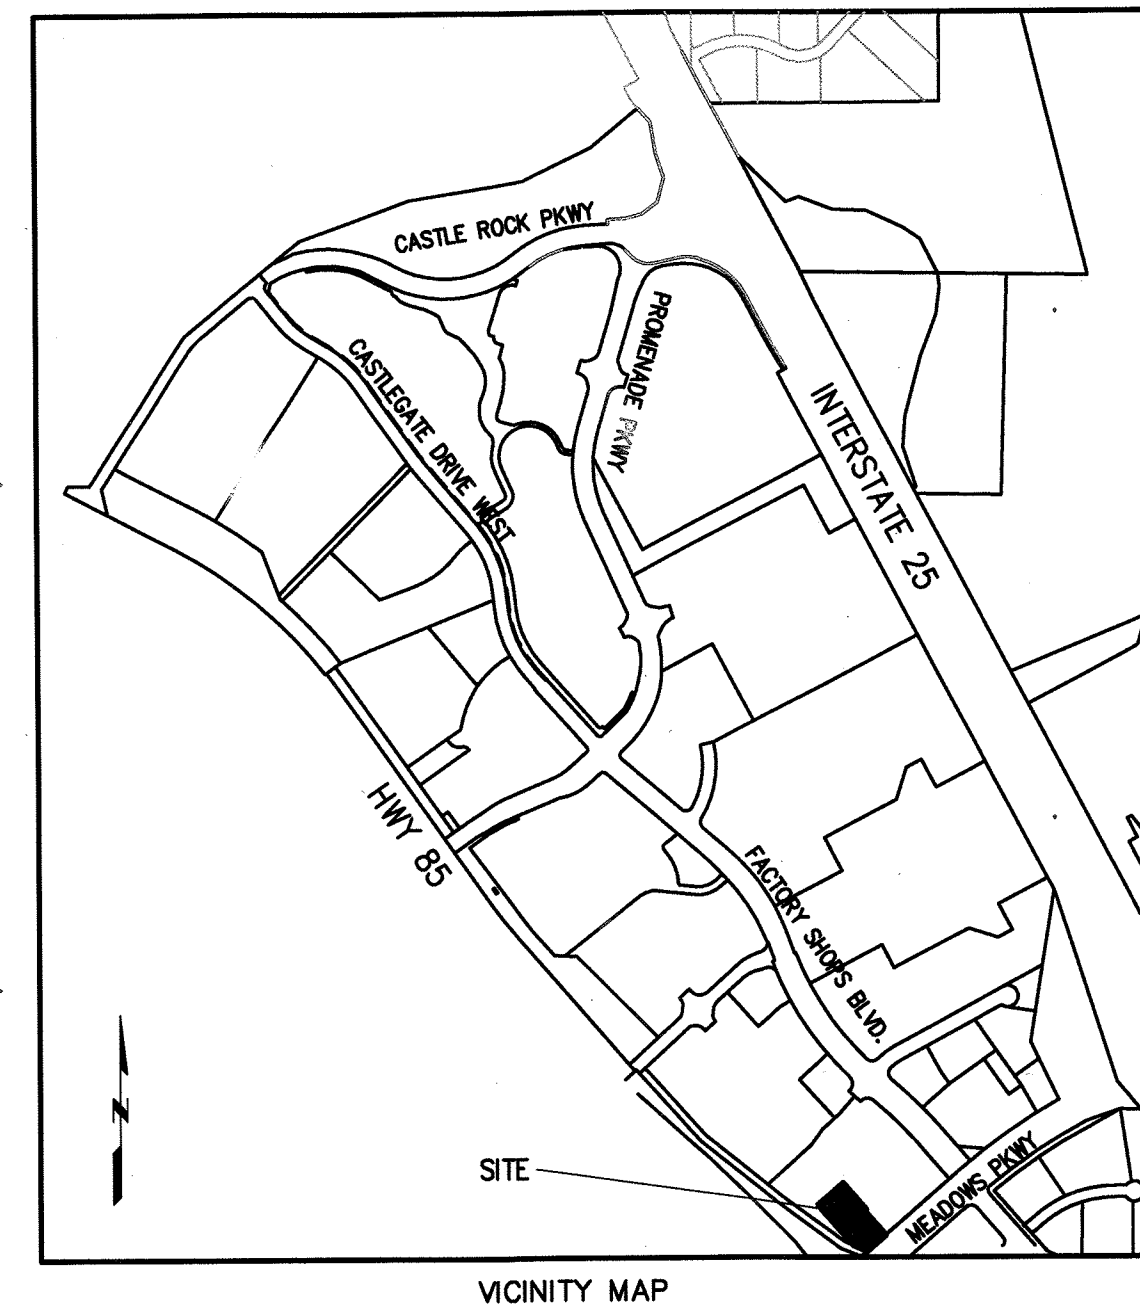 CASTLE ROCK PKWY
PROMENADE PKWY
CASTLEGATE DRIVE WEST
INTERSTATE 25
HWY 85
FACTORY SHOPS BLVD.
N
SITE
MEADOWS PKWY
VICINITY MAP